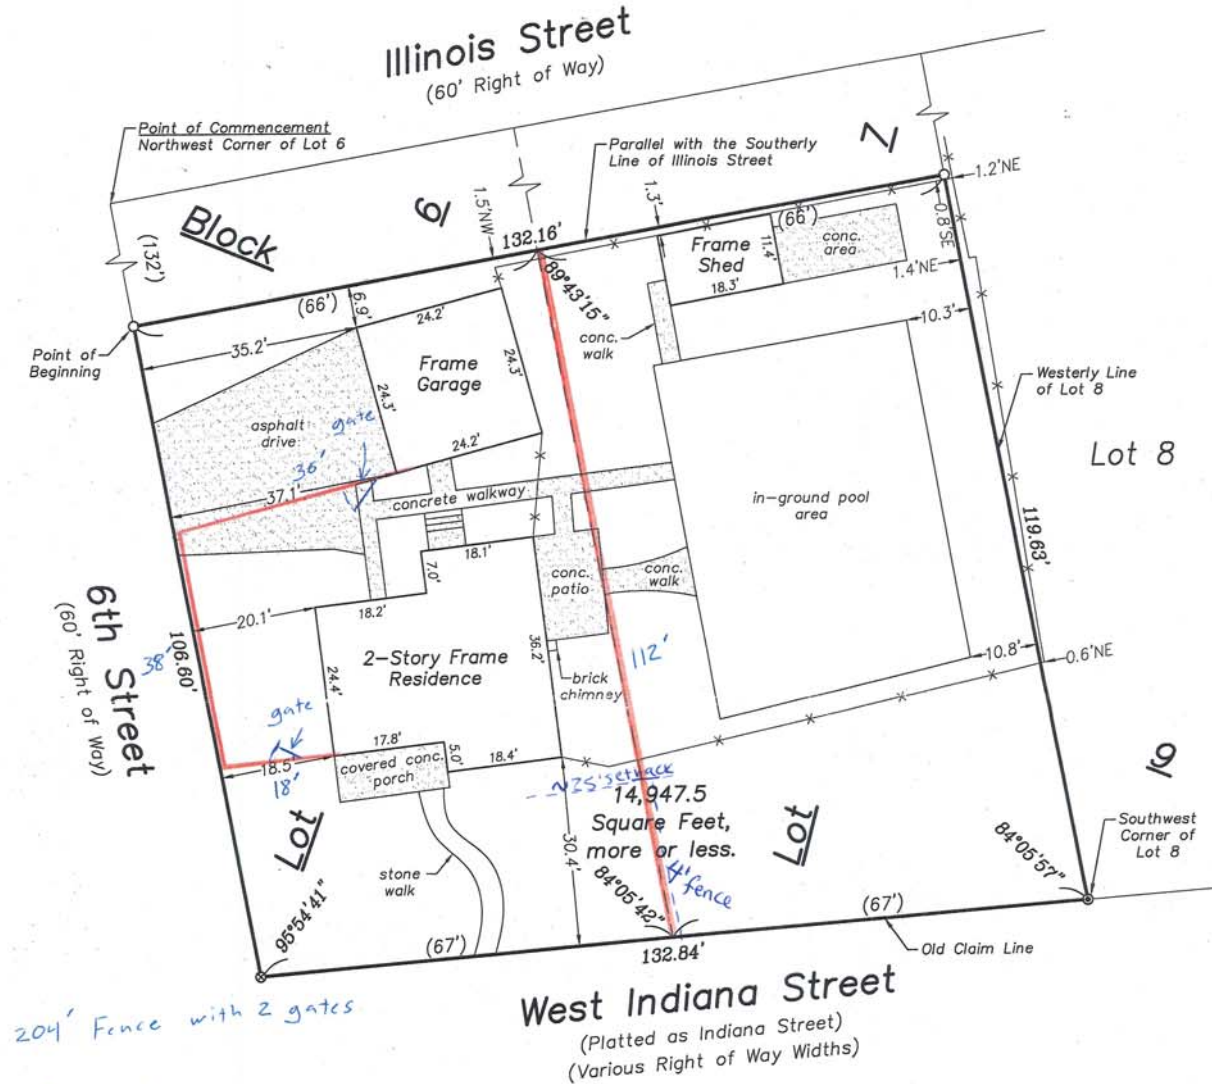 Illinois Street
(60' Right of Way)
Point of Commencement
Northwest Corner of Lot 6
Parallel with the Southerly
Line of Illinois Street
7
1.2'NE
Block
6
1.5'NW
1.3'
(132')
132.16'
(66')
0.8'SE
Frame
Shed
11.4'
conc.
area
18.3'
1.4'NE
89°43'15"
(66')
6.9'
24.2'
Point of
Beginning
35.2'
conc.
walk
10.3'
Frame
Garage
24.3'
24.3'
Westerly Line
of Lot 8
asphalt
drive
gate
36'
24.2'
Lot 8
37.1'
concrete walkway
in-ground pool
area
119.63'
18.1'
7.0'
conc.
patio
conc.
walk
6th Street
(60' Right of Way)
20.1'
18.2'
106.60'
38'
2-Story Frame
Residence
24.4'
36.2'
112'
brick
chimney
10.8'
0.6'NE
gate
18.5'
18'
17.8'
5.0'
18.4'
covered conc.
porch
~25' setback
14,947.5
Square Feet,
more or less.
9
Lot
Lot
30.4'
stone
walk
84°05'42"
4' fence
84°05'57"
Southwest
Corner of
Lot 8
95°54'41"
(67')
(67')
132.84'
Old Claim Line
West Indiana Street
(Platted as Indiana Street)
(Various Right of Way Widths)
204' Fence with 2 gates